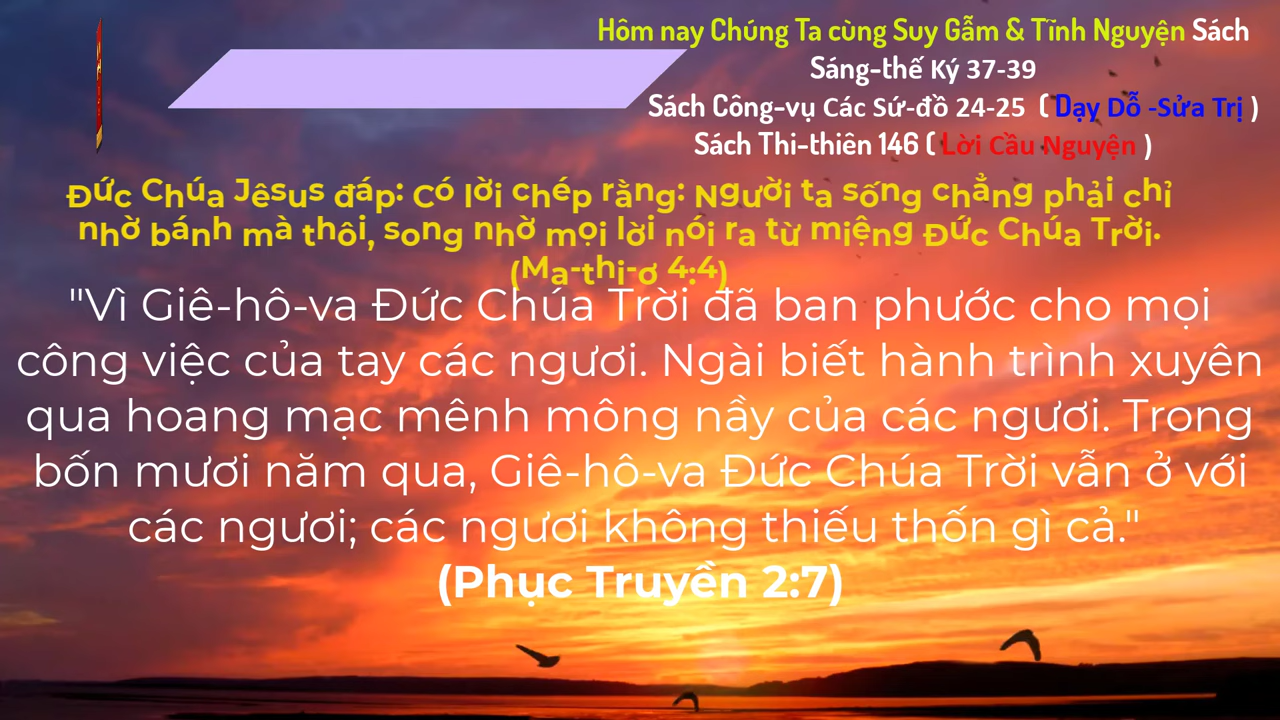 Hôm nay Chúng Ta cùng Suy Gẫm & Tĩnh Nguyện Sách
Sáng-thế Ký 37-39
Sách Công-vụ Các Sứ-đồ 24-25 ( Dạy Dỗ -Sửa Trị )
Sách Thi-thiên 146 ( Lời Cầu Nguyện )
Đức Chúa Jêsus đáp: Có lời chép rằng: Người ta sống chẳng phải chỉ
nhờ bánh mà thôi, song nhờ mọi lời nói ra từ miệng Đức Chúa Trời.
(Ma-thi-ơ 4:4)
"Vì Giê-hô-va Đức Chúa Trời đã ban phước cho mọi
công việc của tay các ngươi. Ngài biết hành trình xuyên
qua hoang mạc mênh mông nầy của các ngươi. Trong
bốn mươi năm qua, Giê-hô-va Đức Chúa Trời vẫn ở với
các ngươi; các ngươi không thiếu thốn gì cả."
(Phục Truyền 2:7)